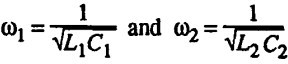 ω₁ = 1/√L₁C₁ and ω₂ = 1/√L₂C₂